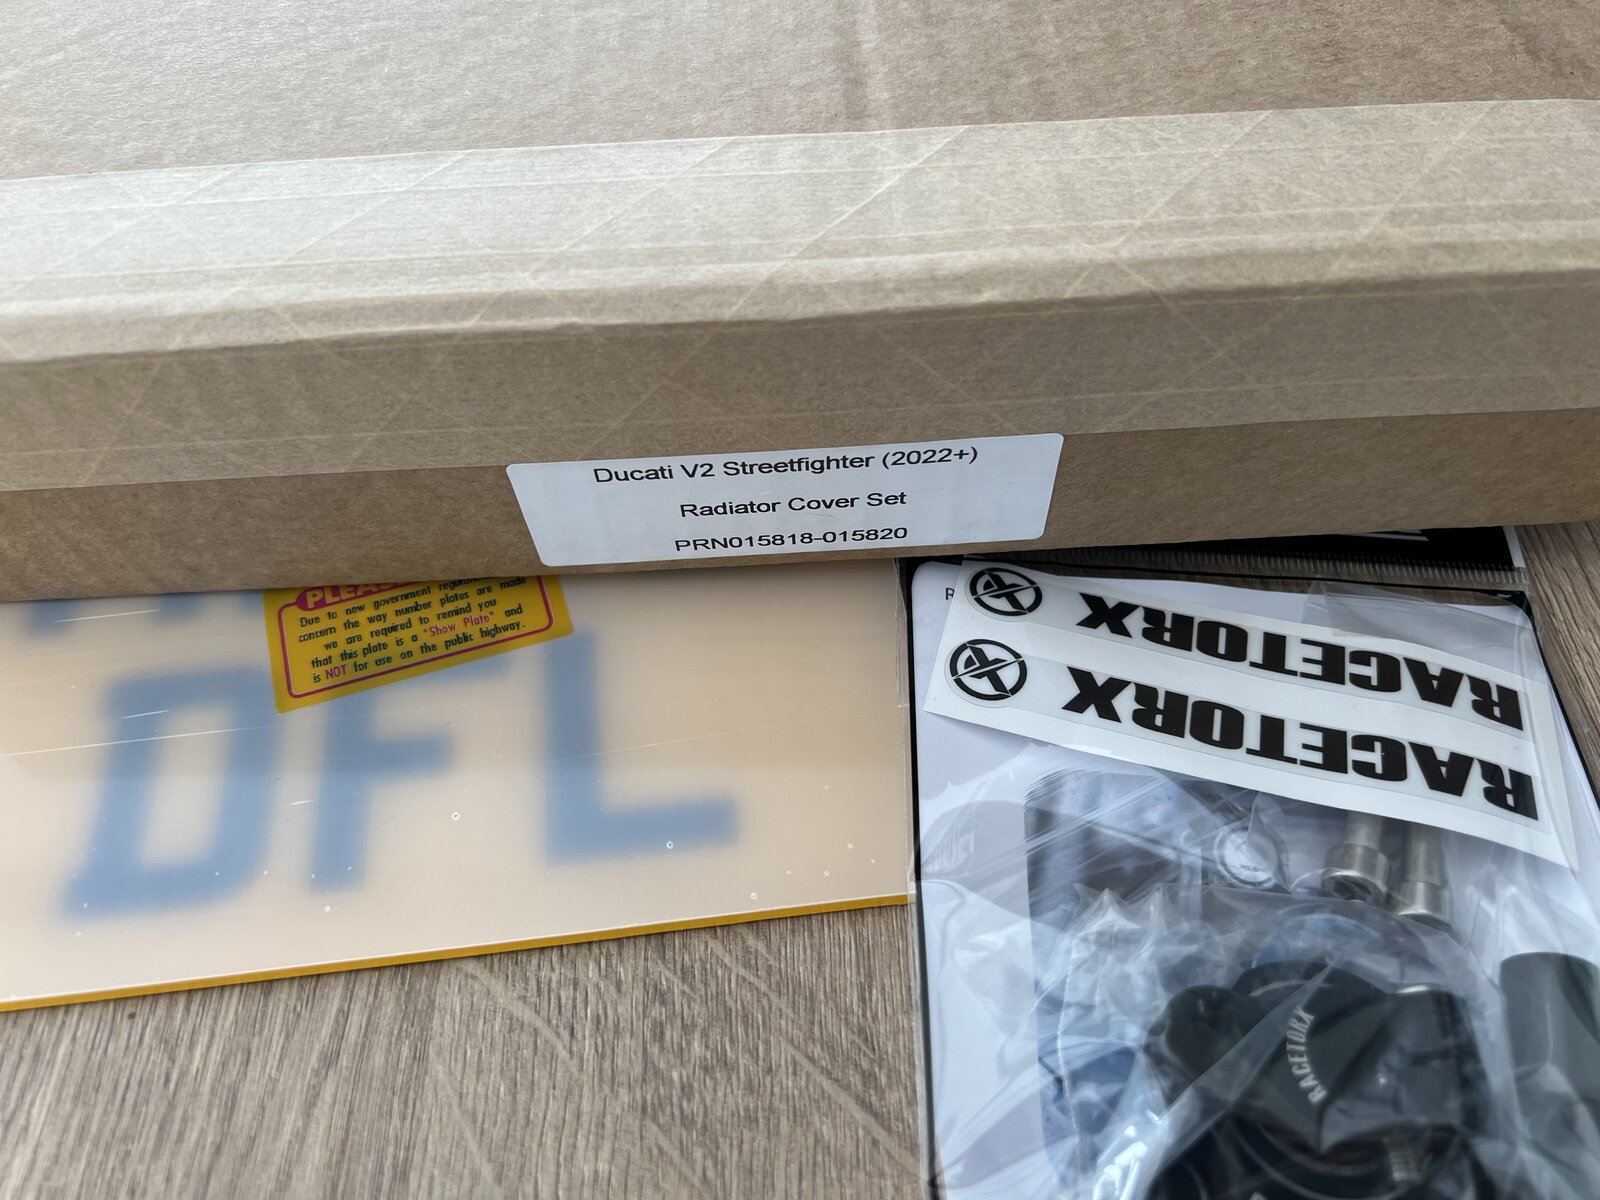 Ducati V2 Streetfighter (2022+)
Radiator Cover Set
PRN015818-015820
Due to new government
concern the way number plates are made
we are required to remind you
that this plate is a "Show Plate" and
is NOT for use on the public highway.
DFL
RACETORX
RACETORX
RACETORX